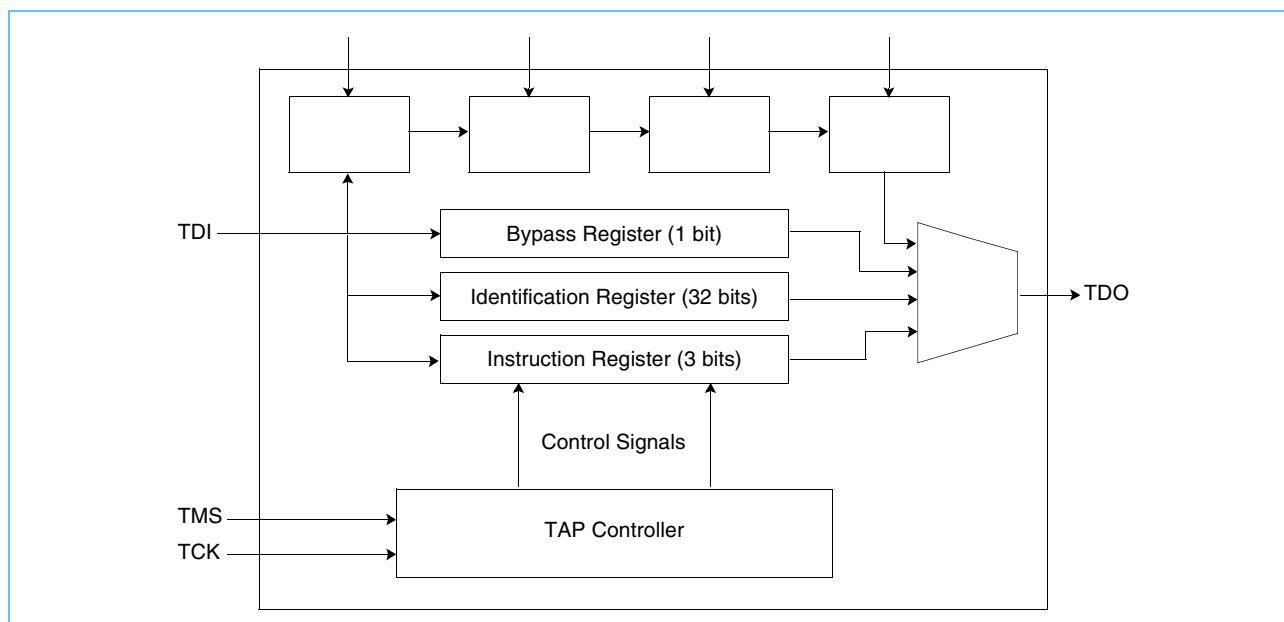 TDI
Bypass Register (1 bit)
Identification Register (32 bits)
TDO
Instruction Register (3 bits)
Control Signals
TMS
TAP Controller
TCK